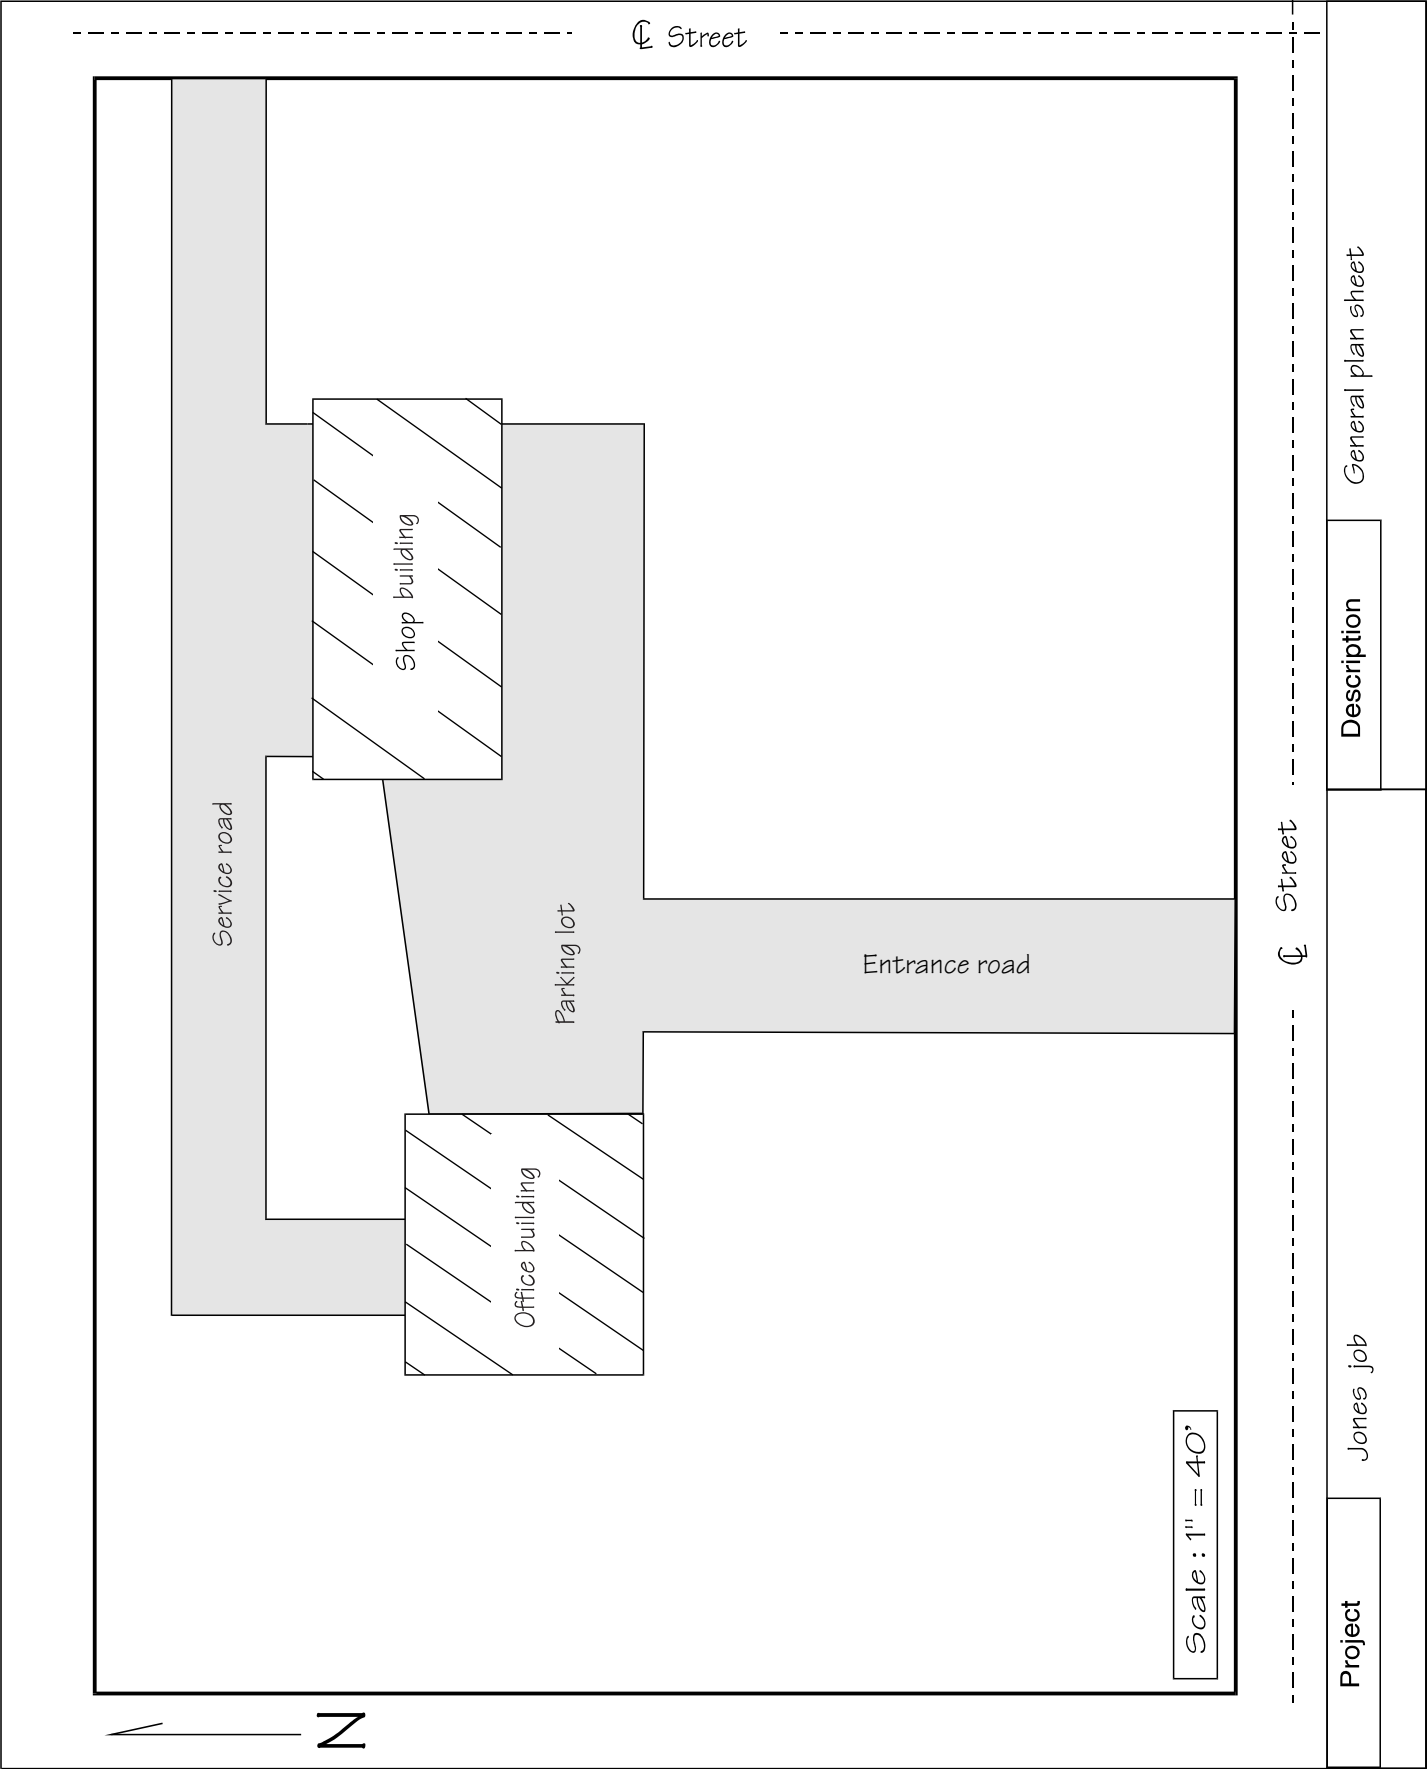 ℄ Street
Service road
Shop building
Parking lot
Office building
Entrance road
℄ Street
Scale : 1" = 40'
N
Project
Jones job
Description
General plan sheet